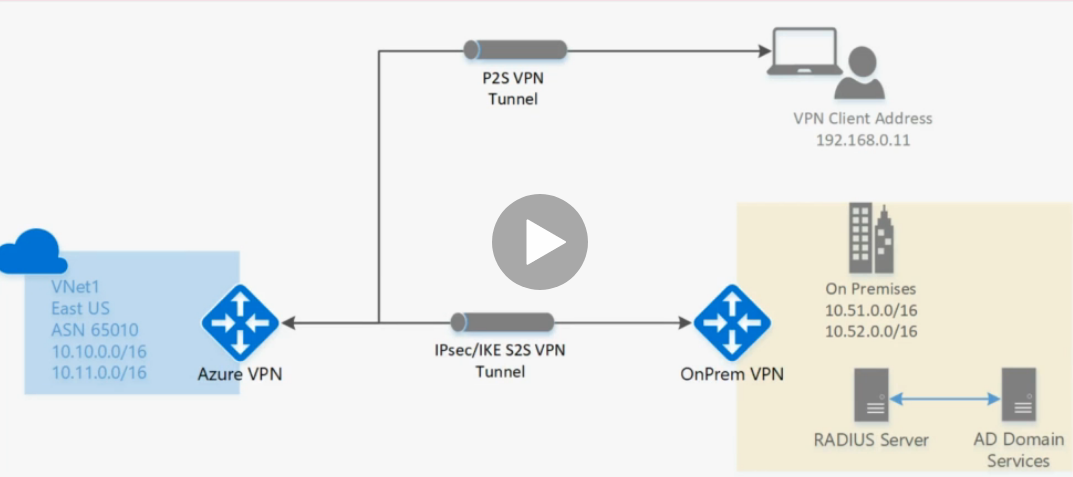 P2S VPN
Tunnel
VPN Client Address
192.168.0.11
VNet1
East US
ASN 65010
10.10.0.0/16
10.11.0.0/16
Azure VPN
IPsec/IKE S2S VPN
Tunnel
OnPrem VPN
On Premises
10.51.0.0/16
10.52.0.0/16
RADIUS Server
AD Domain
Services